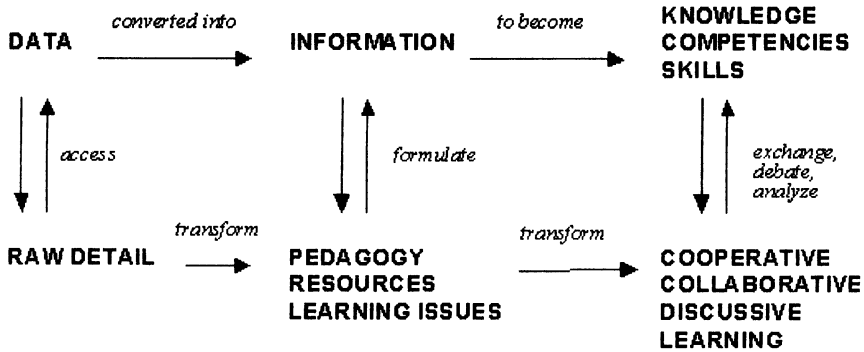 converted into
to become
KNOWLEDGE
DATA
INFORMATION
COMPETENCIES
SKILLS
access
formulate
exchange,
debate,
analyze
transform
transform
RAW DETAIL
PEDAGOGY
COOPERATIVE
RESOURCES
COLLABORATIVE
LEARNING ISSUES
DISCUSSIVE
LEARNING